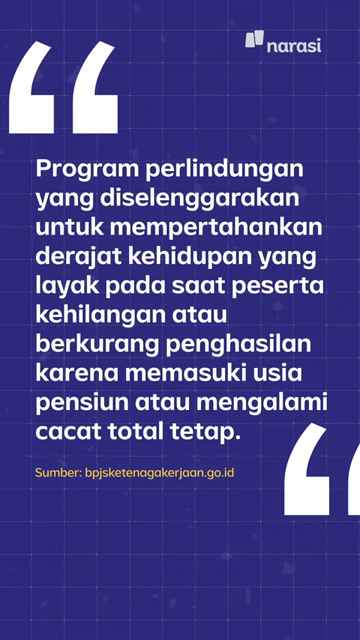 narasi
Program perlindungan
yang diselenggarakan
untuk mempertahankan
derajat kehidupan yang
layak pada saat peserta
kehilangan atau
berkurang penghasilan
karena memasuki usia
pensiun atau mengalami
cacat total tetap.
Sumber: bpjsketenagakerjaan.go.id